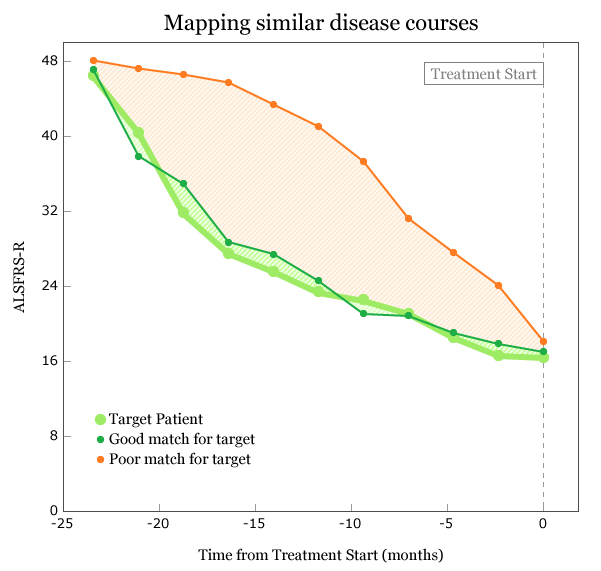 Mapping similar disease courses
Treatment Start
ALSFRS-R
48
40
32
24
16
8
0
Target Patient
Good match for target
Poor match for target
-25 -20 -15 -10 -5 0
Time from Treatment Start (months)